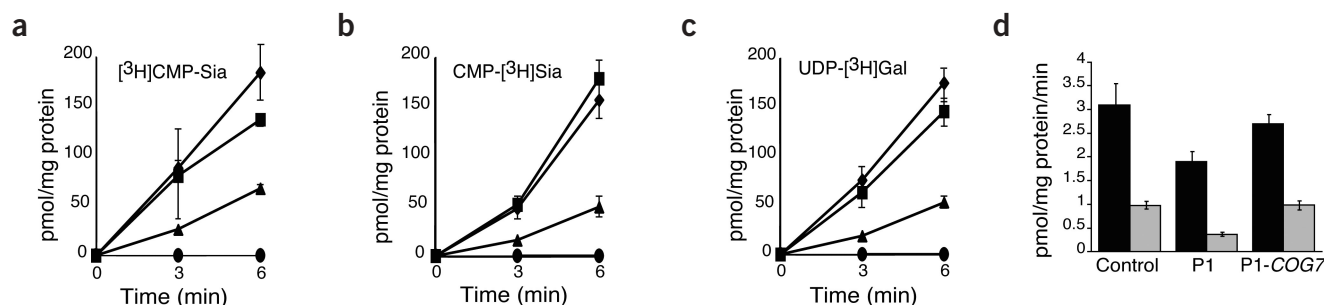 a
[³H]CMP-Sia
pmol/mg protein
200
150
100
50
0
0 3 6
Time (min)
b
CMP-[³H]Sia
pmol/mg protein
200
150
100
50
0
0 3 6
Time (min)
c
UDP-[³H]Gal
pmol/mg protein
200
150
100
50
0
0 3 6
Time (min)
d
pmol/mg protein/min
4
3.5
3
2.5
2
1.5
1
0.5
0
Control P1 P1-COG7